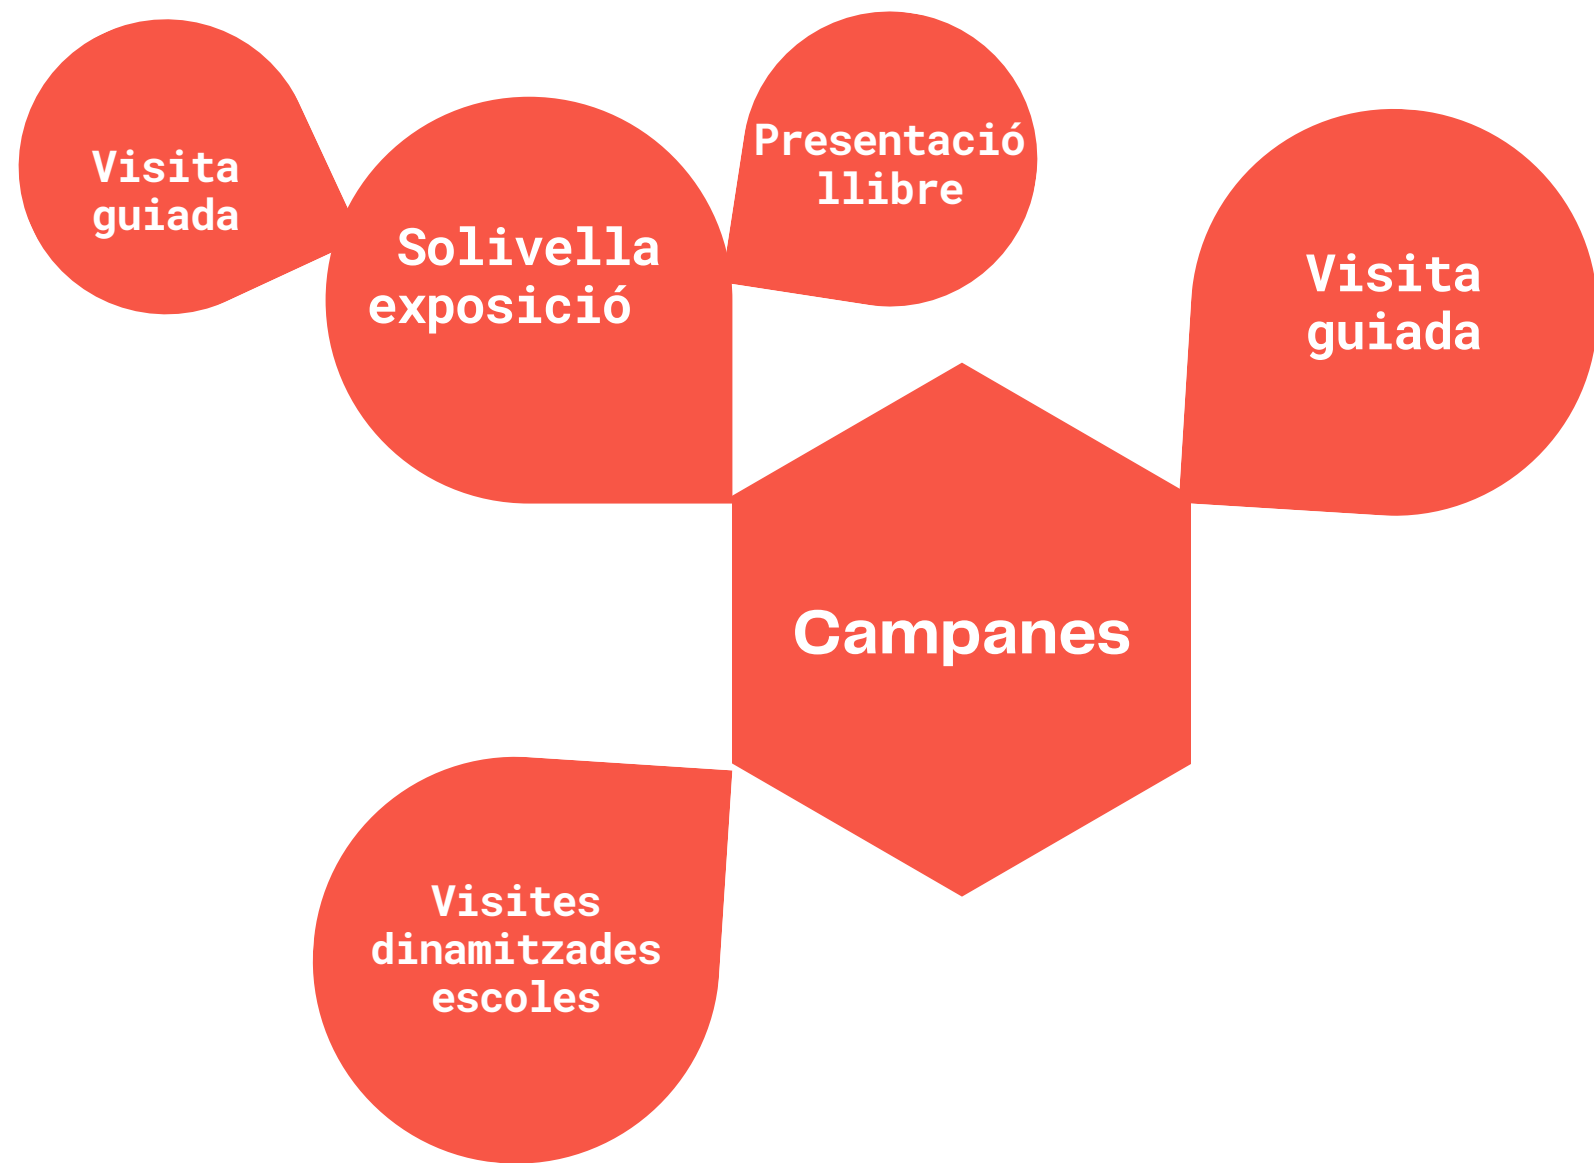 Visita
guiada
Solivella
exposició
Presentació
llibre
Visita
guiada
Campanes
Visites
dinamitzades
escoles